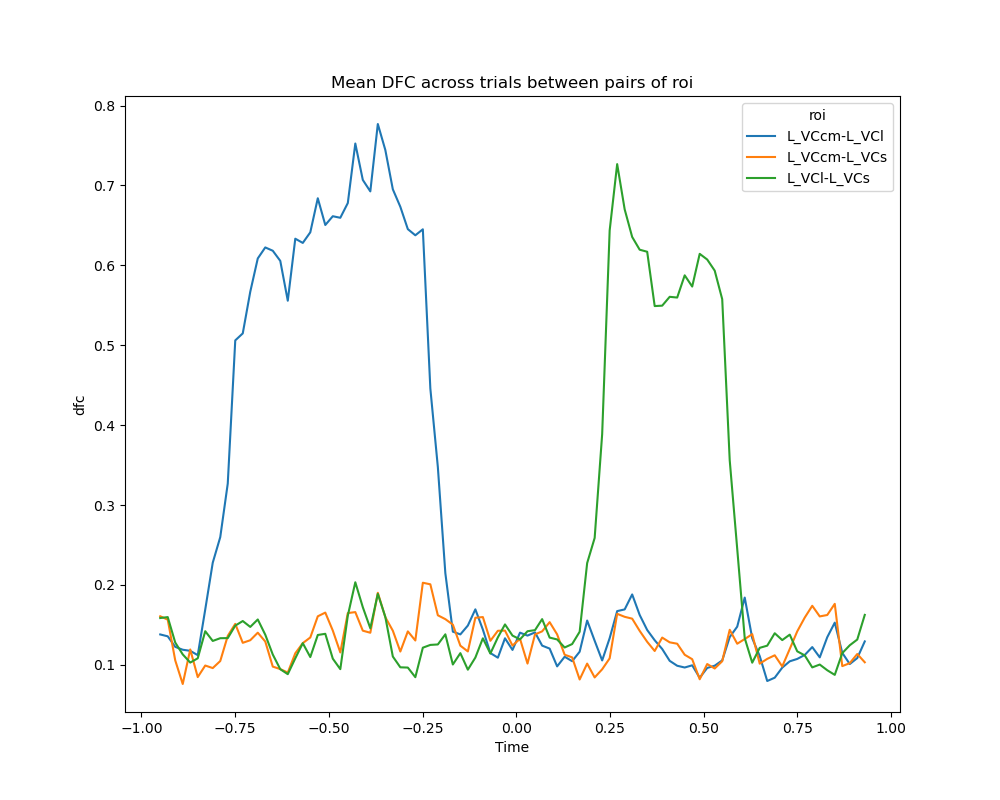 Mean DFC across trials between pairs of roi
roi
L_VCcm-L_VCl
L_VCcm-L_VCs
L_VCl-L_VCs
dfc
0.8
0.7
0.6
0.5
0.4
0.3
0.2
0.1
−1.00 −0.75 −0.50 −0.25 0.00 0.25 0.50 0.75 1.00
Time